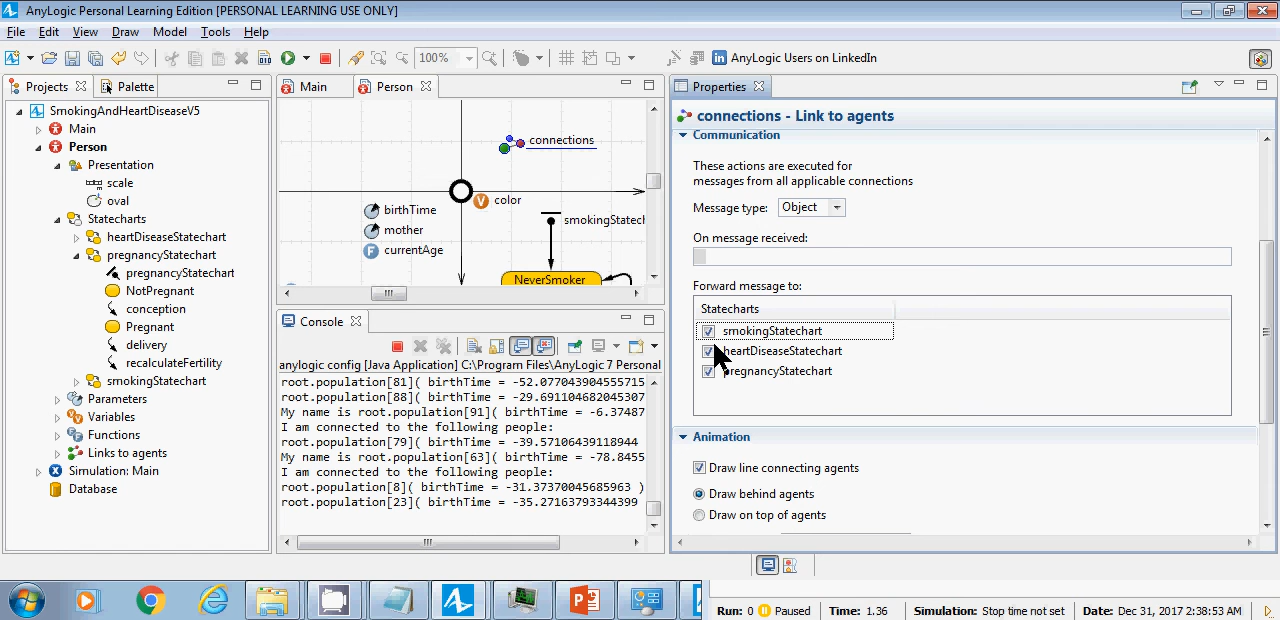 AnyLogic Personal Learning Edition [PERSONAL LEARNING USE ONLY]
File Edit View Draw Model Tools Help
100% AnyLogic Users on LinkedIn
Projects Palette
SmokingAndHeartDiseaseV5
Main
Person
Presentation
scale
oval
Statecharts
heartDiseaseStatechart
pregnancyStatechart
pregnancyStatechart
NotPregnant
conception
Pregnant
delivery
recalculateFertility
smokingStatechart
Parameters
Variables
Functions
Links to agents
Simulation: Main
Database
Main Person
connections
color
birthTime
mother
currentAge
smokingStatech
NeverSmoker
Console
anylogic config [Java Application] C:\Program Files\AnyLogic 7 Personal
root.population[81]( birthTime = -52.077043904555715
root.population[88]( birthTime = -29.691104682045307
My name is root.population[91]( birthTime = -6.37487
I am connected to the following people:
root.population[79]( birthTime = -39.57106439118944
My name is root.population[63]( birthTime = -78.8455
I am connected to the following people:
root.population[8]( birthTime = -31.37370045685963 )
root.population[23]( birthTime = -35.27163793344399
Properties
connections - Link to agents
Communication
These actions are executed for
messages from all applicable connections
Message type: Object
On message received:
Forward message to:
Statecharts
smokingStatechart
heartDiseaseStatechart
pregnancyStatechart
Animation
Draw line connecting agents
Draw behind agents
Draw on top of agents
Run: 0 Paused Time: 1.36 Simulation: Stop time not set Date: Dec 31, 2017 2:38:53 AM